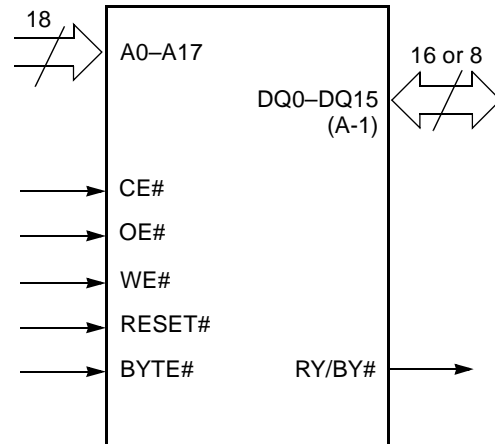 18
A0–A17
16 or 8
DQ0–DQ15
(A-1)
CE#
OE#
WE#
RESET#
BYTE#
RY/BY#